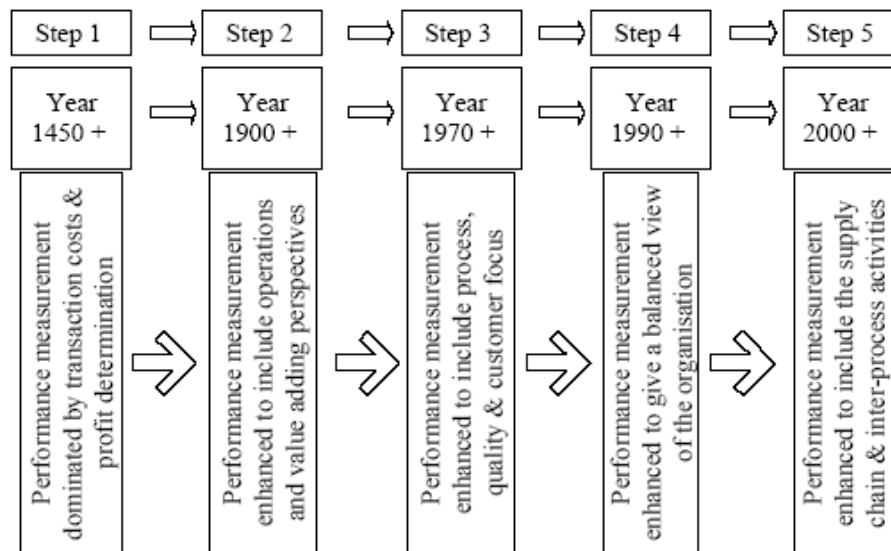 Step 1
Step 2
Step 3
Step 4
Step 5
Year
1450 +
Year
1900 +
Year
1970 +
Year
1990 +
Year
2000 +
Performance measurement
dominated by transaction costs &
profit determination
Performance measurement
enhanced to include operations
and value adding perspectives
Performance measurement
enhanced to include process,
quality & customer focus
Performance measurement
enhanced to give a balanced view
of the organisation
Performance measurement
enhanced to include the supply
chain & inter-process activities